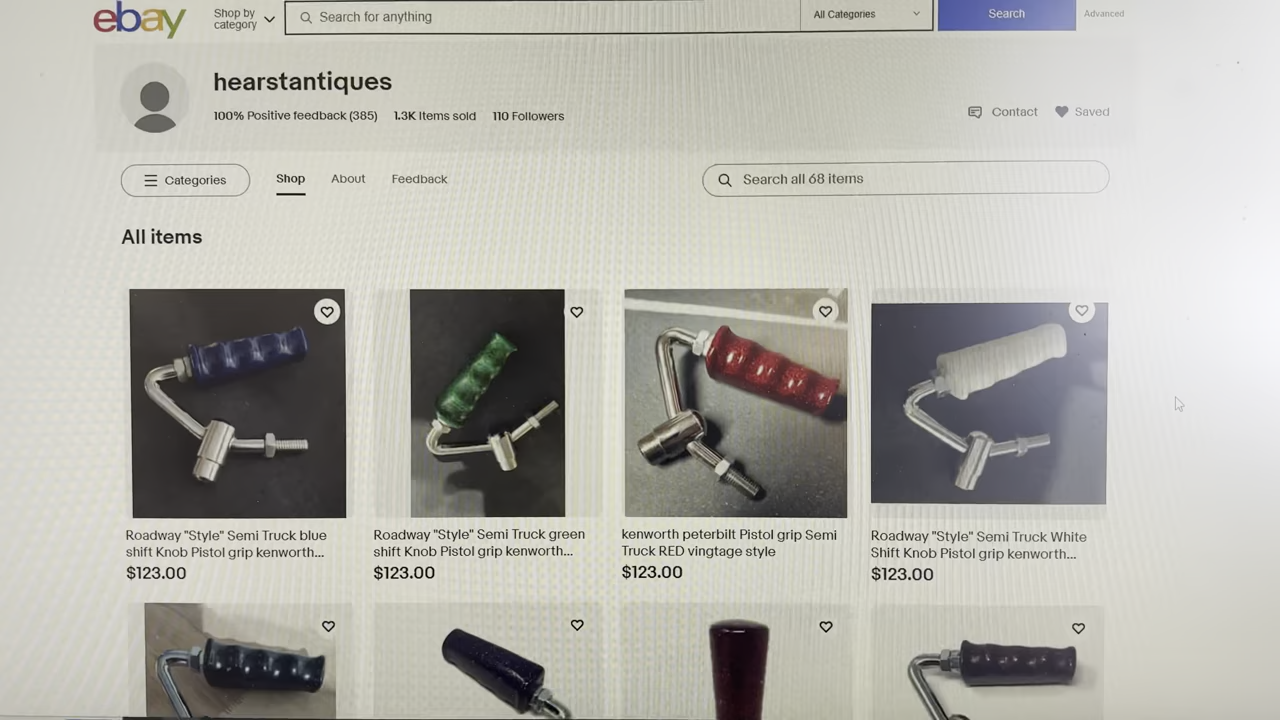 ebay
Shop by
category
Search for anything
All Categories
Search
Advanced
hearstantiques
100% Positive feedback (385) 1.3K Items sold 110 Followers
Contact
Saved
Categories
Shop
About
Feedback
Search all 68 items
All items
Roadway "Style" Semi Truck blue
shift Knob Pistol grip kenworth...
$123.00
Roadway "Style" Semi Truck green
shift Knob Pistol grip kenworth...
$123.00
kenworth peterbilt Pistol grip Semi
Truck RED vingtage style
$123.00
Roadway "Style" Semi Truck White
Shift Knob Pistol grip kenworth...
$123.00